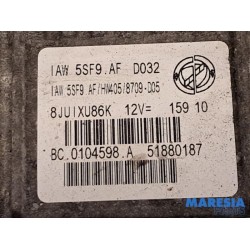 IAW 5SF9.AF D032
IAW 5SF9 AF/HW405/8709-D05
8JUIXU86K 12V= 159 10
BC.0104598.A 51880187
MARESIA